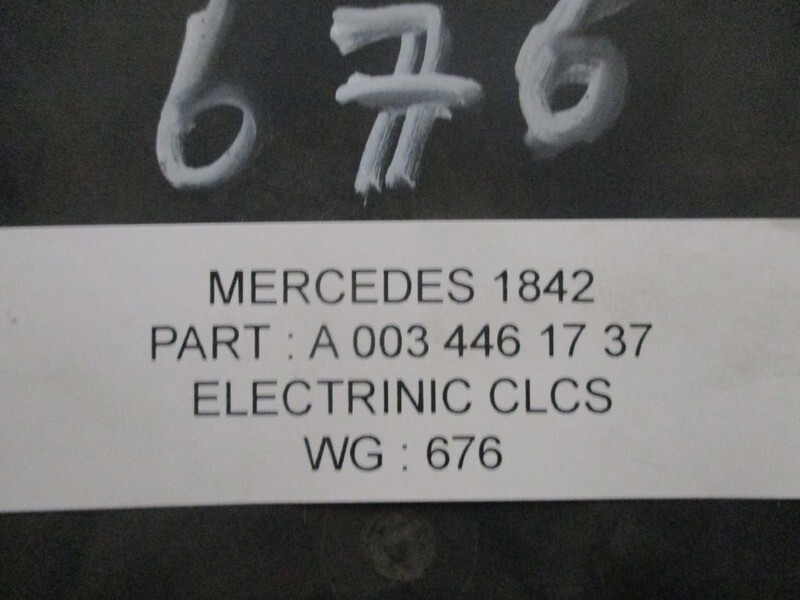 676
MERCEDES 1842
PART : A 003 446 17 37
ELECTRINIC CLCS
WG : 676